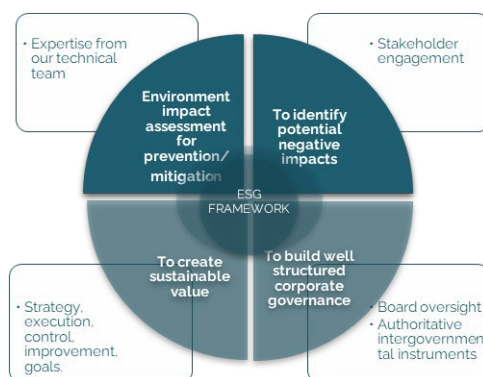 • Expertise from
our technical
team
• Stakeholder
engagement
Environment
impact
assessment
for
prevention/
mitigation
To identify
potential
negative
impacts
ESG
FRAMEWORK
To create
sustainable
value
To build well
structured
corporate
governance
• Strategy,
execution,
control,
improvement,
goals.
• Board oversight
• Authoritative
intergovernmen
tal instruments